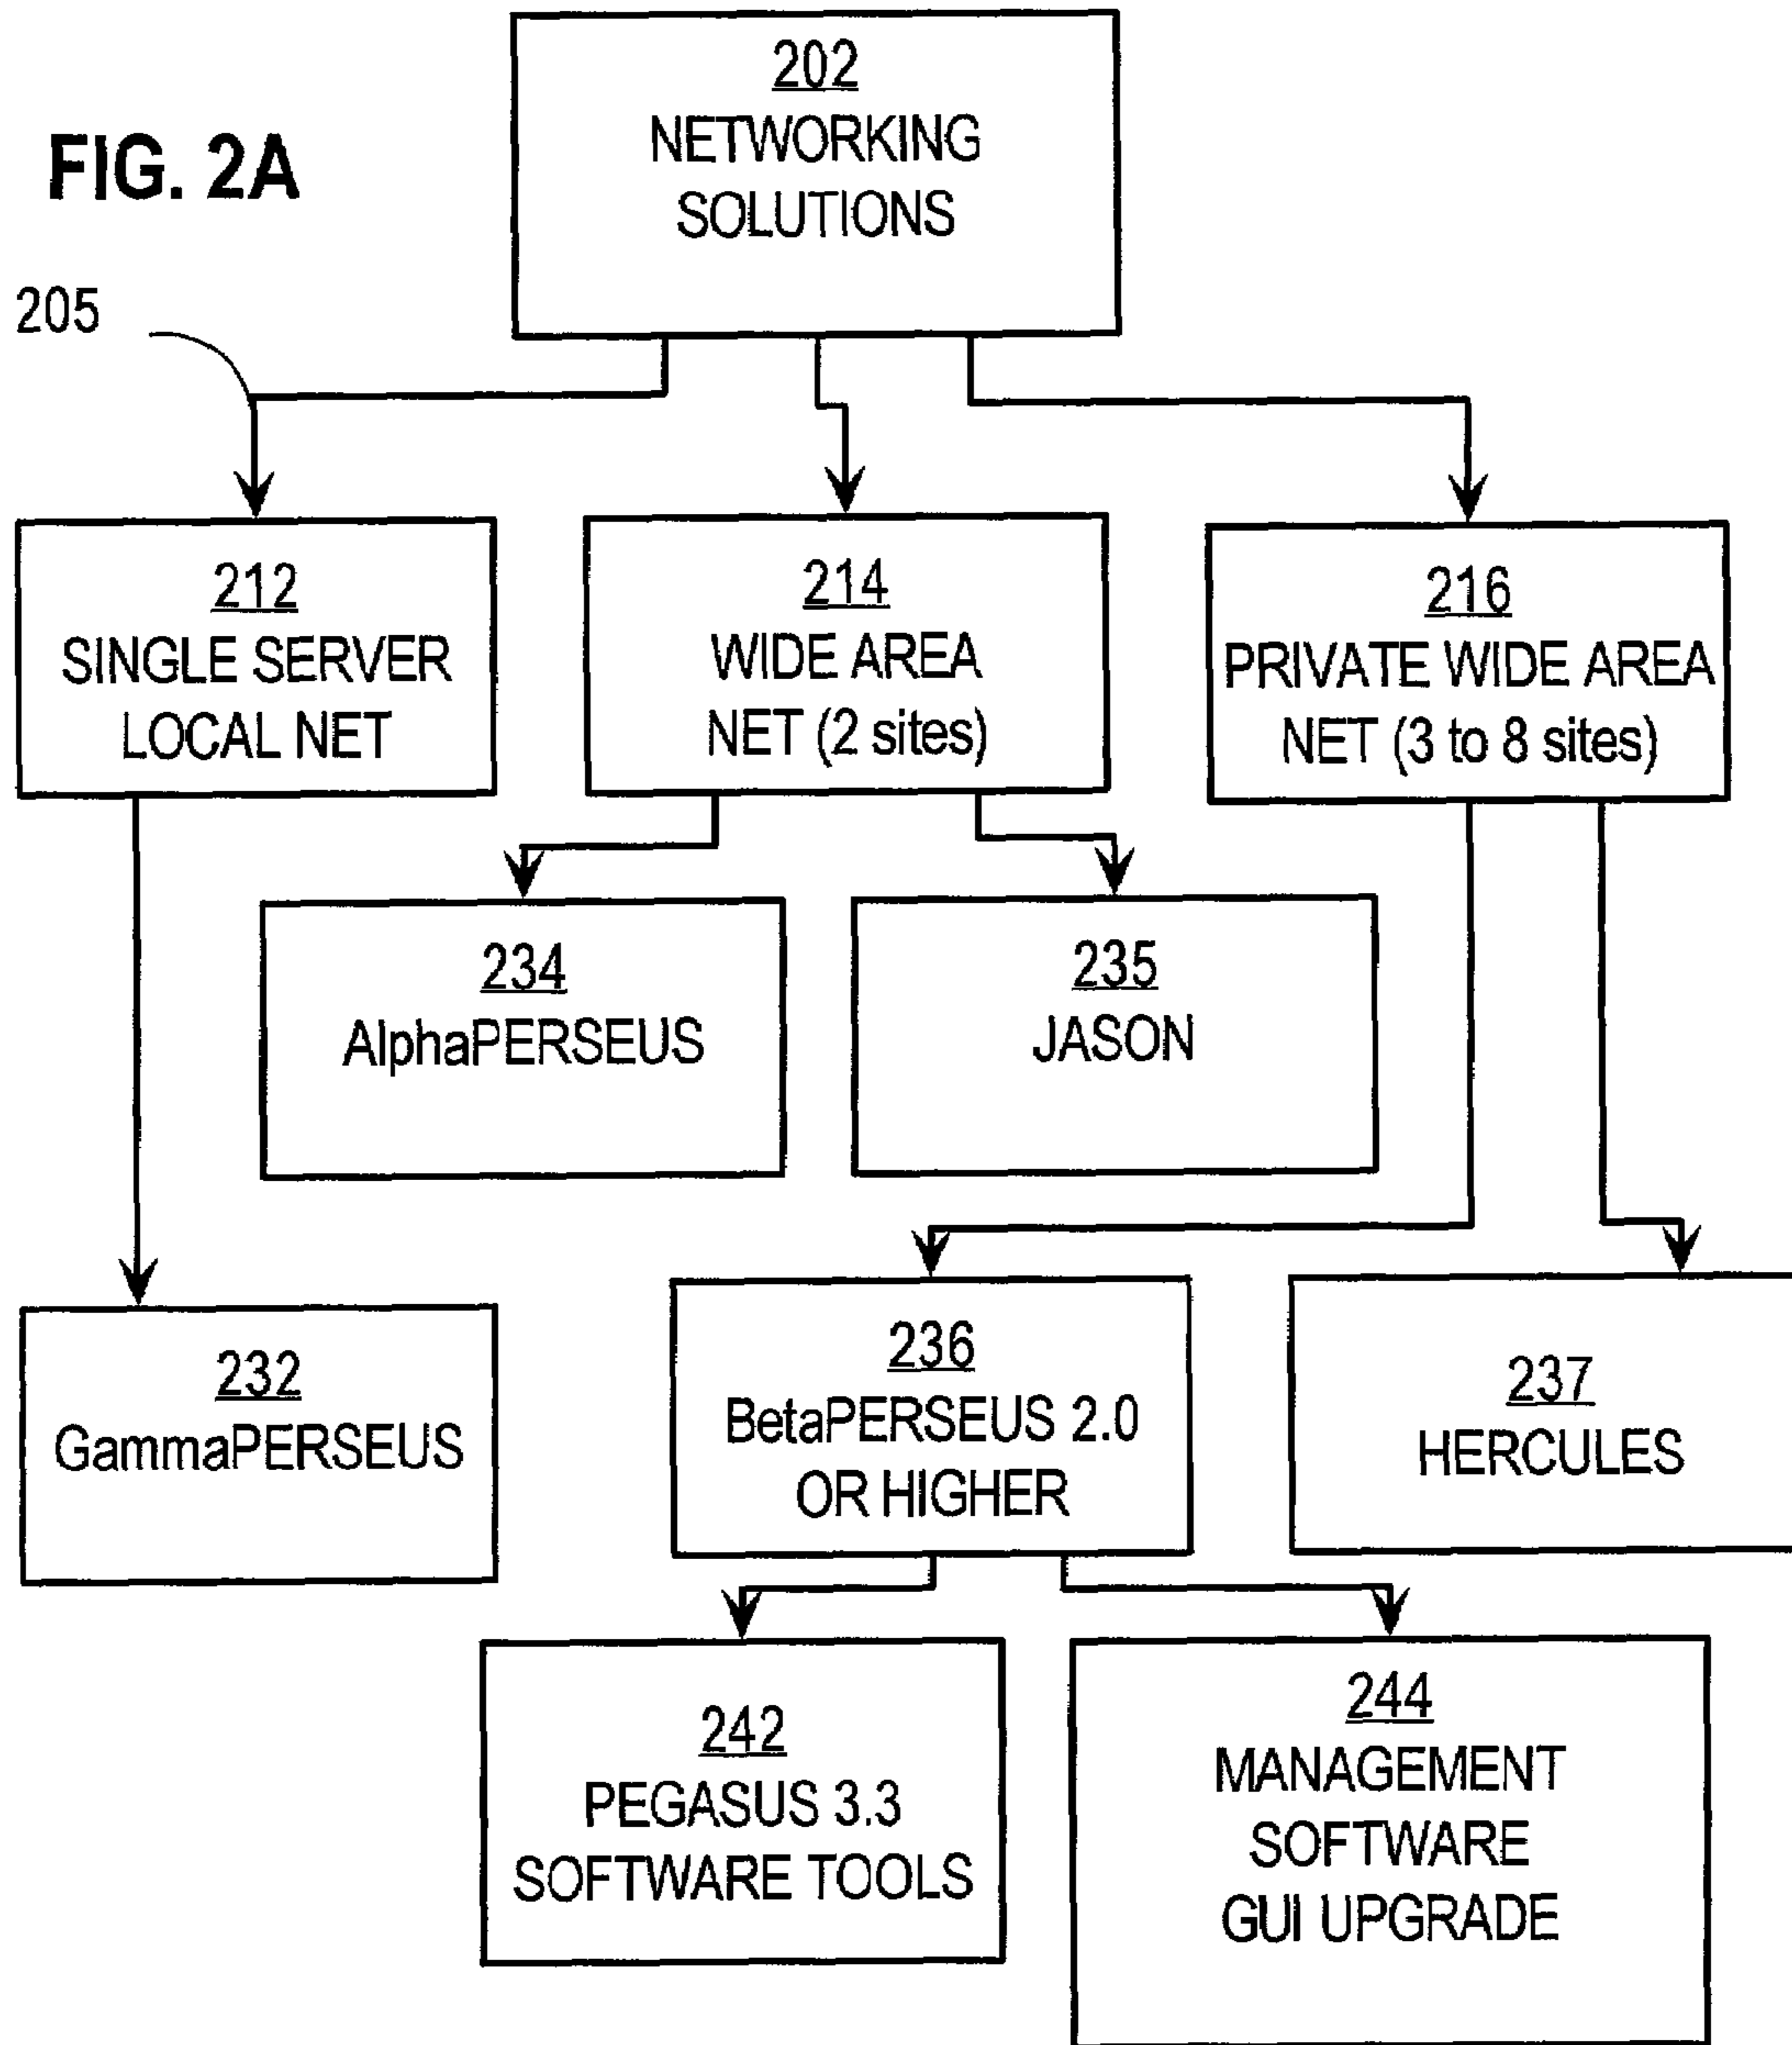 202
NETWORKING
SOLUTIONS
FIG. 2A
205
212
SINGLE SERVER
LOCAL NET
214
WIDE AREA
NET (2 sites)
216
PRIVATE WIDE AREA
NET (3 to 8 sites)
234
AlphaPERSEUS
235
JASON
232
GammaPERSEUS
236
BetaPERSEUS 2.0
OR HIGHER
237
HERCULES
242
PEGASUS 3.3
SOFTWARE TOOLS
244
MANAGEMENT
SOFTWARE
GUI UPGRADE